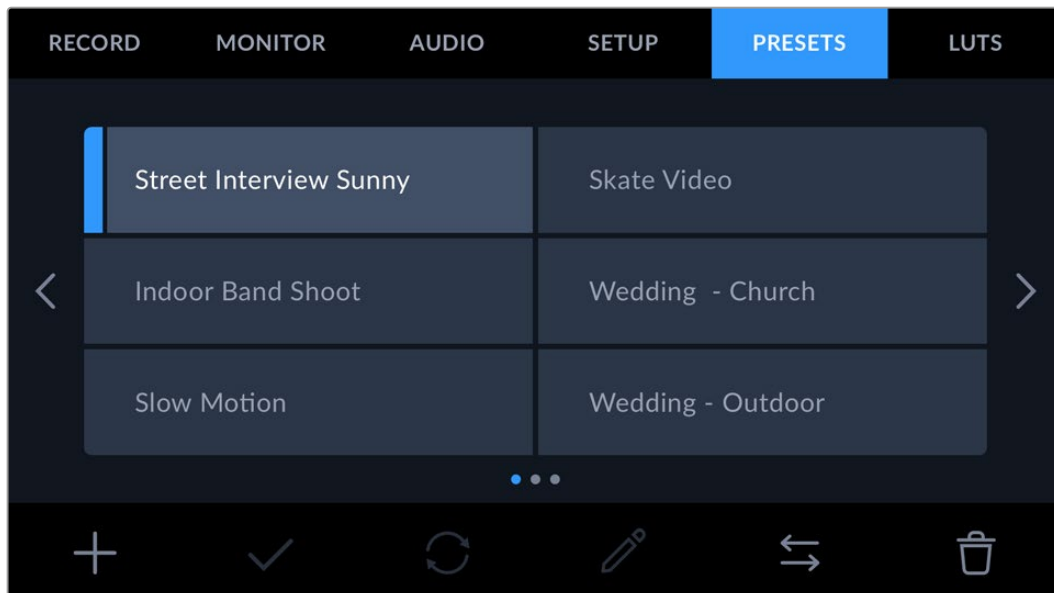 RECORD MONITOR AUDIO SETUP PRESETS LUTS
Street Interview Sunny Skate Video
Indoor Band Shoot Wedding  - Church
Slow Motion Wedding - Outdoor